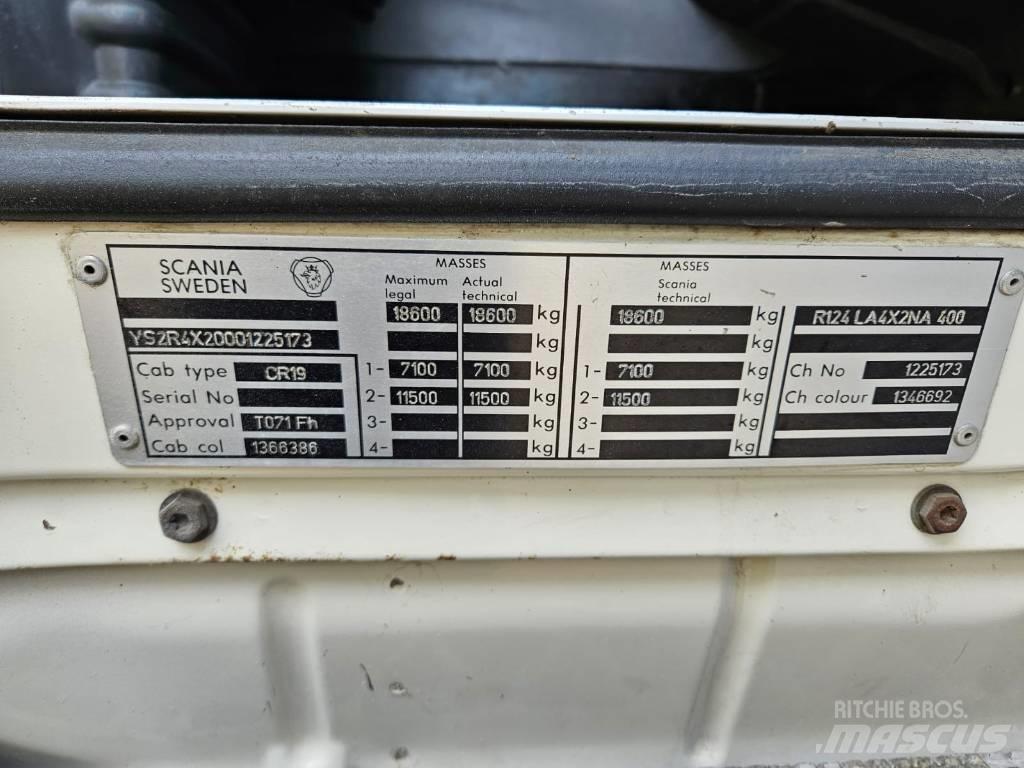 SCANIA
SWEDEN
YS2R4X20001225173
Cab type CR19
Serial No
Approval T071 Fh
Cab col 1366386
MASSES
Maximum legal Actual technical
18600 18600 kg
kg
1- 7100 7100 kg
2- 11500 11500 kg
3- kg
4- kg
MASSES
Scania technical
18600 kg
kg
1- 7100 kg
2- 11500 kg
3- kg
4- kg
R124 LA4X2NA 400
Ch No 1225173
Ch colour 1346692
RITCHIE BROS.
MASCUS